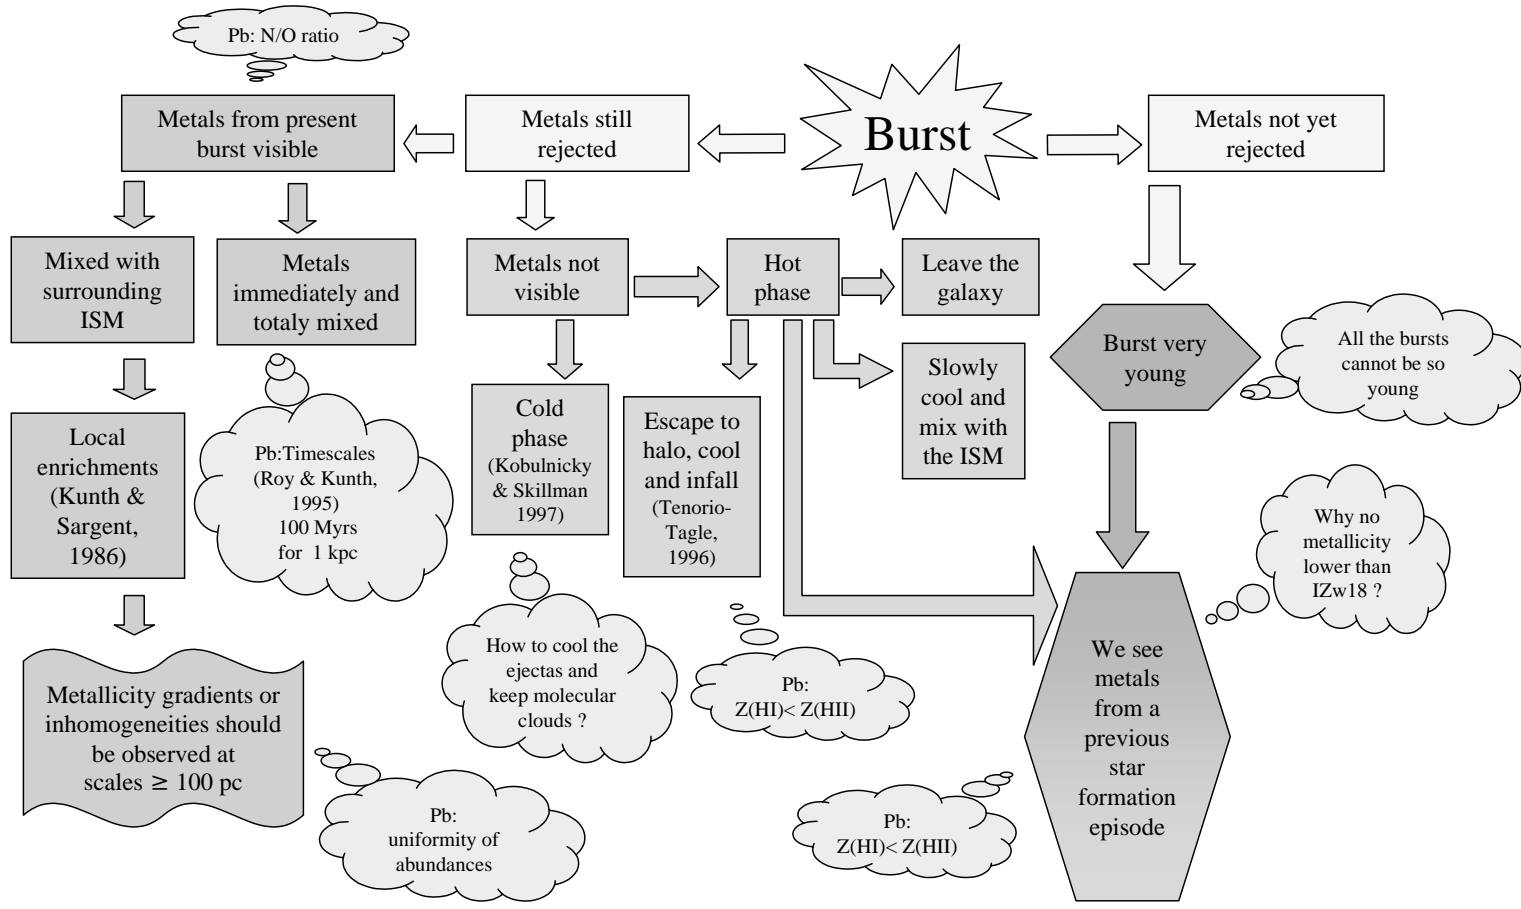 Pb: N/O ratio
Metals from present
burst visible
Metals still
rejected
Burst
Metals not yet
rejected
Mixed with
surrounding
ISM
Metals
immediately and
totaly mixed
Metals not
visible
Hot
phase
Leave the
galaxy
Burst very
young
All the bursts
cannot be so
young
Slowly
cool and
mix with
the ISM
Cold
phase
(Kobulnicky
& Skillman
1997)
Escape to
halo, cool
and infall
(Tenorio-
Tagle,
1996)
Local
enrichments
(Kunth &
Sargent,
1986)
Pb:Timescales
(Roy & Kunth,
1995)
100 Myrs
for 1 kpc
Why no
metallicity
lower than
IZw18 ?
How to cool the
ejectas and
keep molecular
clouds ?
Pb:
Z(HI)< Z(HII)
We see
metals
from a
previous
star
formation
episode
Metallicity gradients or
inhomogeneities should
be observed at
scales ≥ 100 pc
Pb:
uniformity of
abundances
Pb:
Z(HI)< Z(HII)